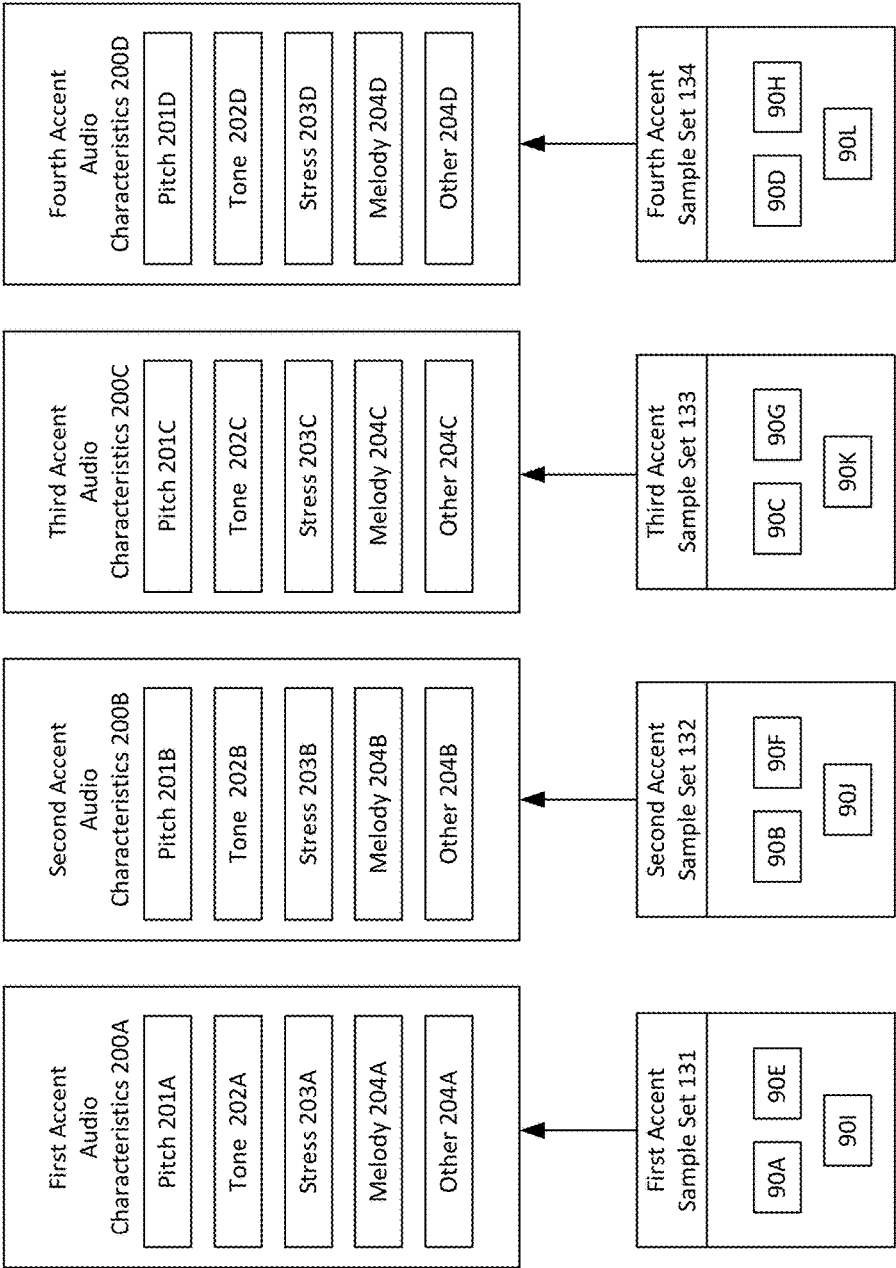 First Accent
Audio
Characteristics 200A
Pitch 201A
Tone 202A
Stress 203A
Melody 204A
Other 204A
First Accent
Sample Set 131
90A
90E
90I
Second Accent
Audio
Characteristics 200B
Pitch 201B
Tone 202B
Stress 203B
Melody 204B
Other 204B
Second Accent
Sample Set 132
90B
90F
90J
Third Accent
Audio
Characteristics 200C
Pitch 201C
Tone 202C
Stress 203C
Melody 204C
Other 204C
Third Accent
Sample Set 133
90C
90G
90K
Fourth Accent
Audio
Characteristics 200D
Pitch 201D
Tone 202D
Stress 203D
Melody 204D
Other 204D
Fourth Accent
Sample Set 134
90D
90H
90L